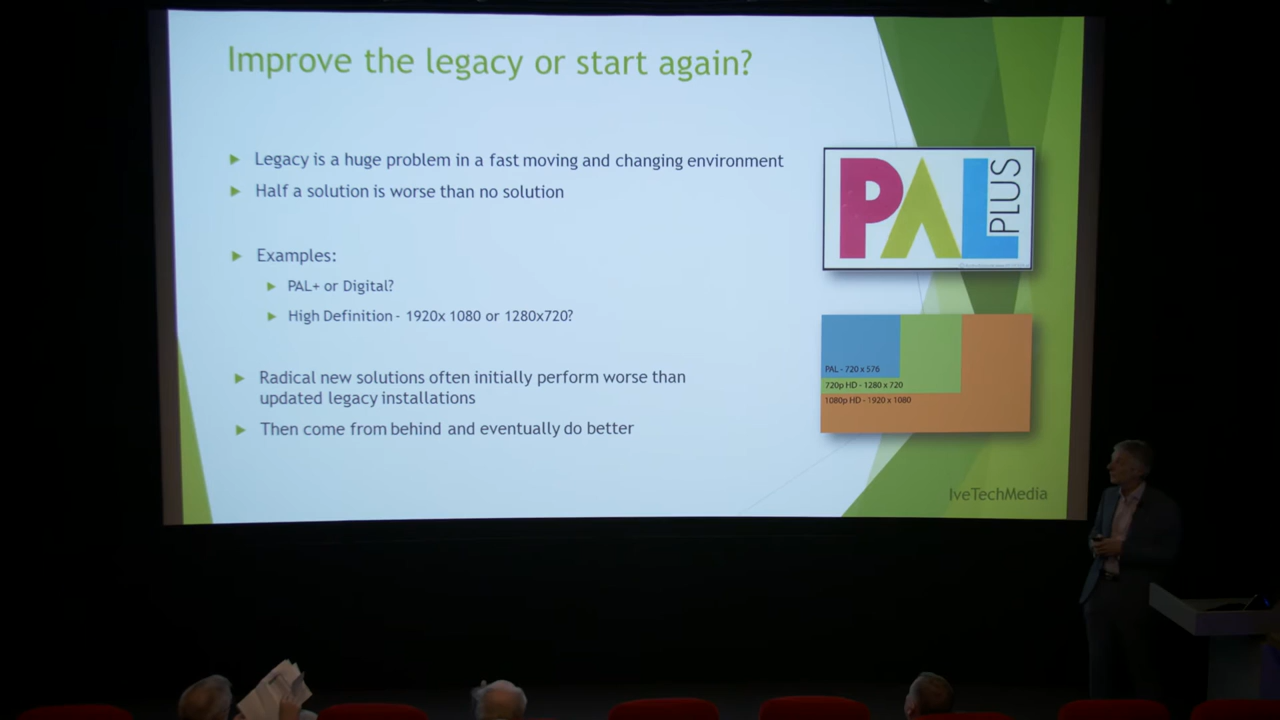 Improve the legacy or start again?
Legacy is a huge problem in a fast moving and changing environment
Half a solution is worse than no solution
Examples:
PAL+ or Digital?
High Definition - 1920x 1080 or 1280x720?
Radical new solutions often initially perform worse than
updated legacy installations
Then come from behind and eventually do better
PAL PLUS
PAL - 720 x 576
720p HD - 1280 x 720
1080p HD - 1920 x 1080
IveTechMedia